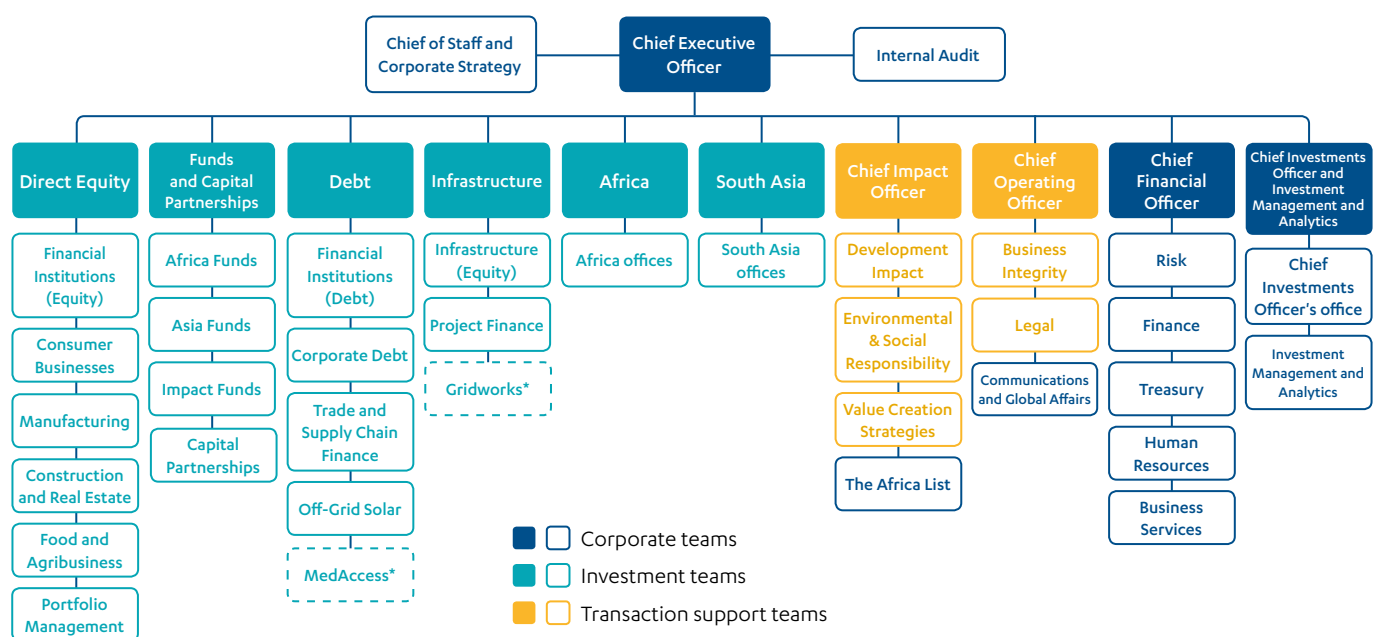 Chief of Staff and
Corporate Strategy
Chief Executive
Officer
Internal Audit
Direct Equity
Funds
and Capital
Partnerships
Debt
Infrastructure
Africa
South Asia
Chief Impact
Officer
Chief
Operating
Officer
Chief
Financial
Officer
Chief Investments
Officer and
Investment
Management and
Analytics
Financial
Institutions
(Equity)
Consumer
Businesses
Manufacturing
Construction
and Real Estate
Food and
Agribusiness
Portfolio
Management
Africa Funds
Asia Funds
Impact Funds
Capital
Partnerships
Financial
Institutions
(Debt)
Corporate Debt
Trade and
Supply Chain
Finance
Off-Grid Solar
MedAccess*
Infrastructure
(Equity)
Project Finance
Gridworks*
Africa offices
South Asia
offices
Development
Impact
Environmental
& Social
Responsibility
Value Creation
Strategies
The Africa List
Business
Integrity
Legal
Communications
and Global Affairs
Risk
Finance
Treasury
Human
Resources
Business
Services
Chief
Investments
Officer's office
Investment
Management and
Analytics
Corporate teams
Investment teams
Transaction support teams